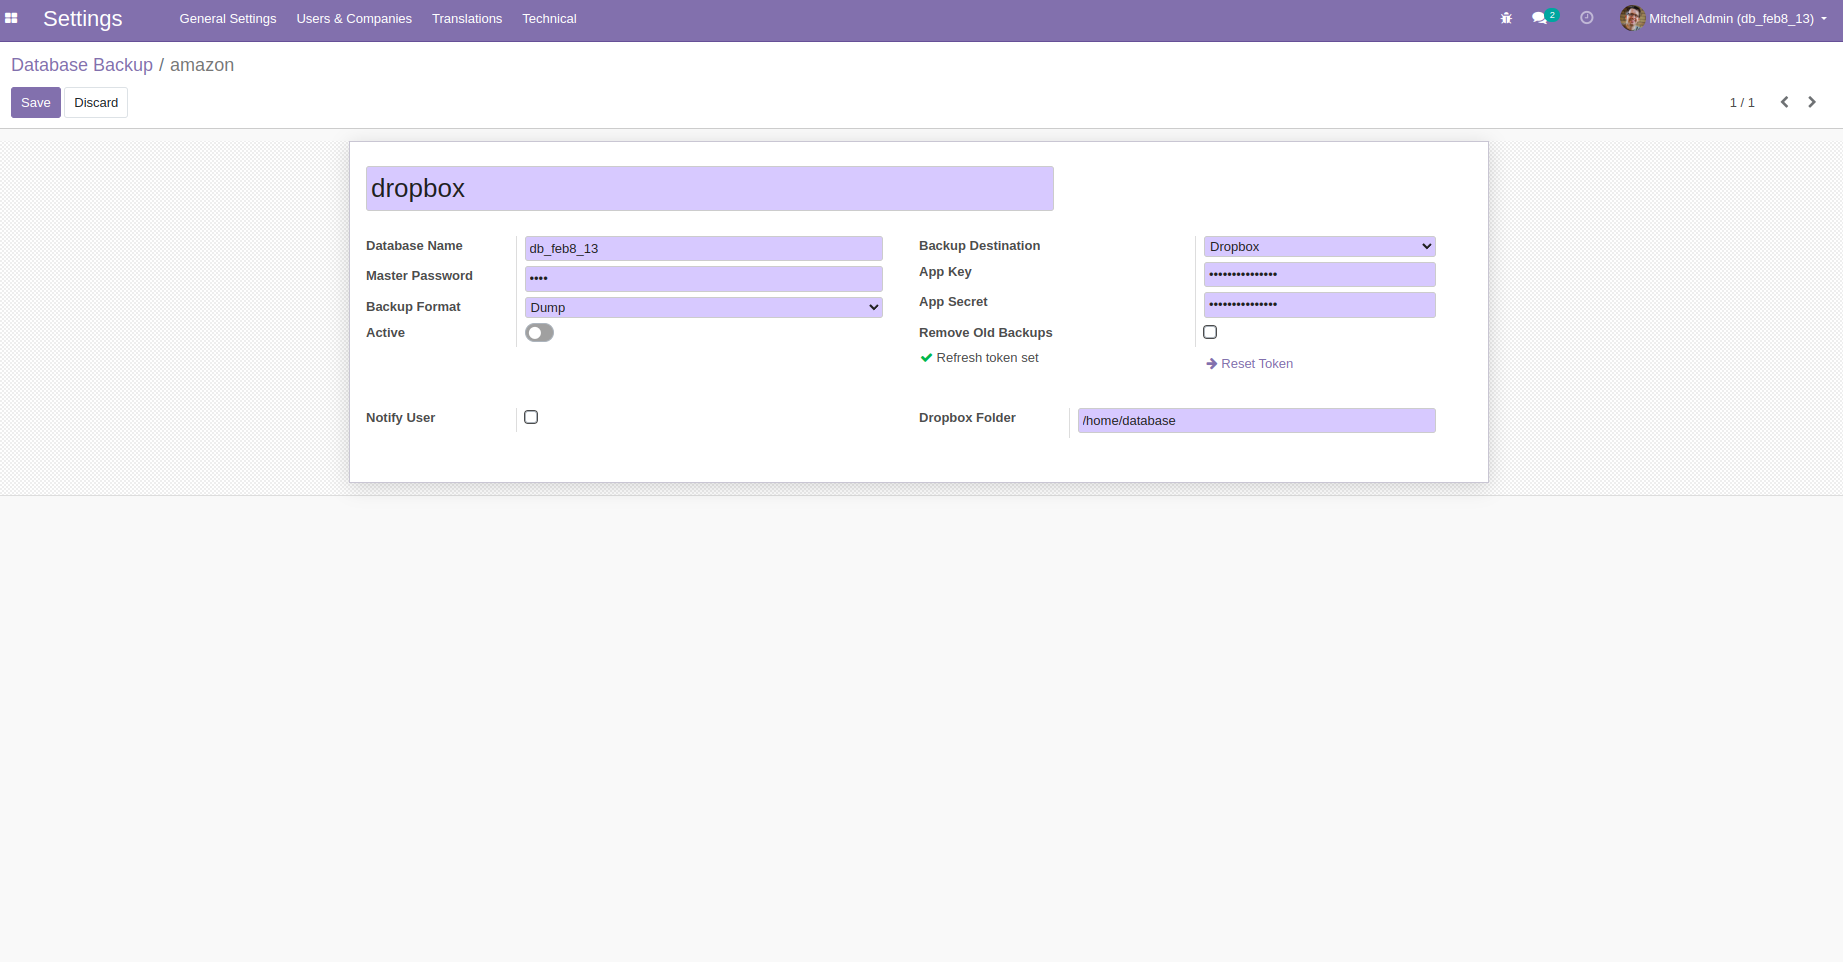 Settings General Settings Users & Companies Translations Technical 2 Mitchell Admin (db_feb8_13)
Database Backup / amazon
Save Discard 1 / 1
dropbox
Database Name db_feb8_13 Backup Destination Dropbox
Master Password •••• App Key •••••••••••••••
Backup Format Dump App Secret •••••••••••••••
Active Remove Old Backups
Refresh token set Reset Token
Notify User Dropbox Folder /home/database